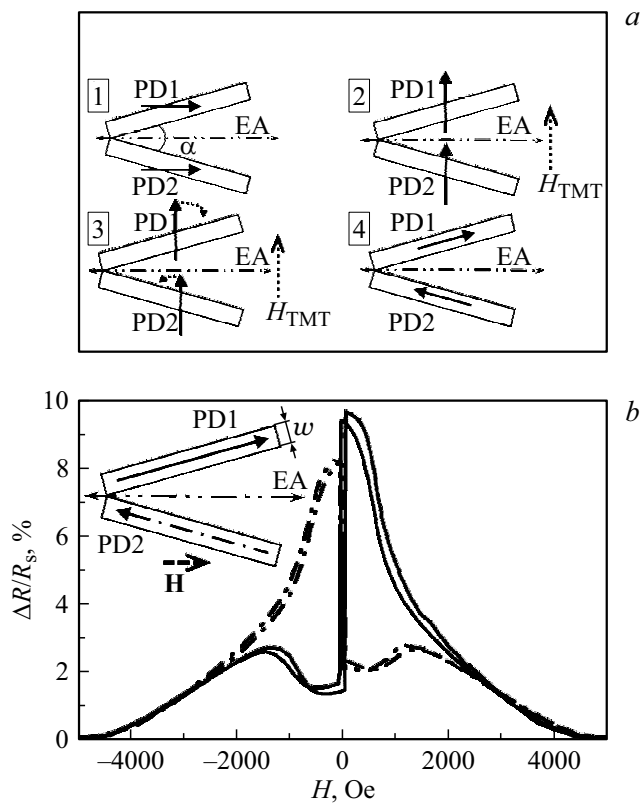 a
1 PD1 EA α PD2
2 PD1 EA PD2 H_TMT
3 PD1 EA PD2 H_TMT
4 PD1 EA PD2
b
ΔR/R_s, %
10
8
6
4
2
0
PD1 w EA PD2 H
−4000 −2000 0 2000 4000
H, Oe